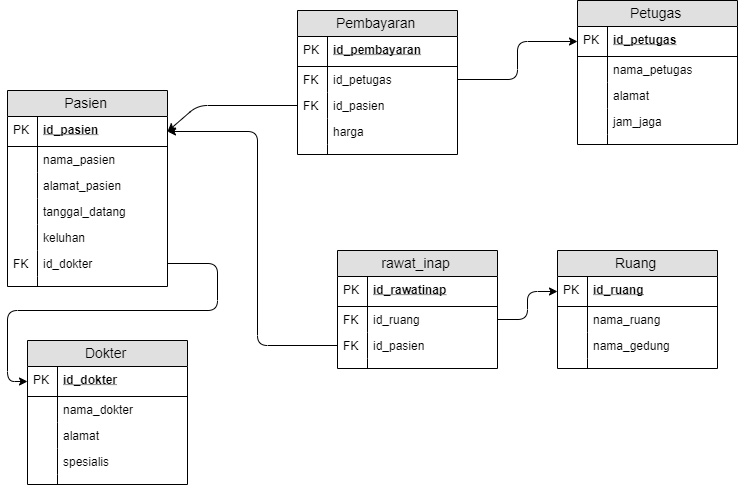 Pembayaran
PK id_pembayaran
FK id_petugas
FK id_pasien
harga
Petugas
PK id_petugas
nama_petugas
alamat
jam_jaga
Pasien
PK id_pasien
nama_pasien
alamat_pasien
tanggal_datang
keluhan
FK id_dokter
rawat_inap
PK id_rawatinap
FK id_ruang
FK id_pasien
Ruang
PK id_ruang
nama_ruang
nama_gedung
Dokter
PK id_dokter
nama_dokter
alamat
spesialis